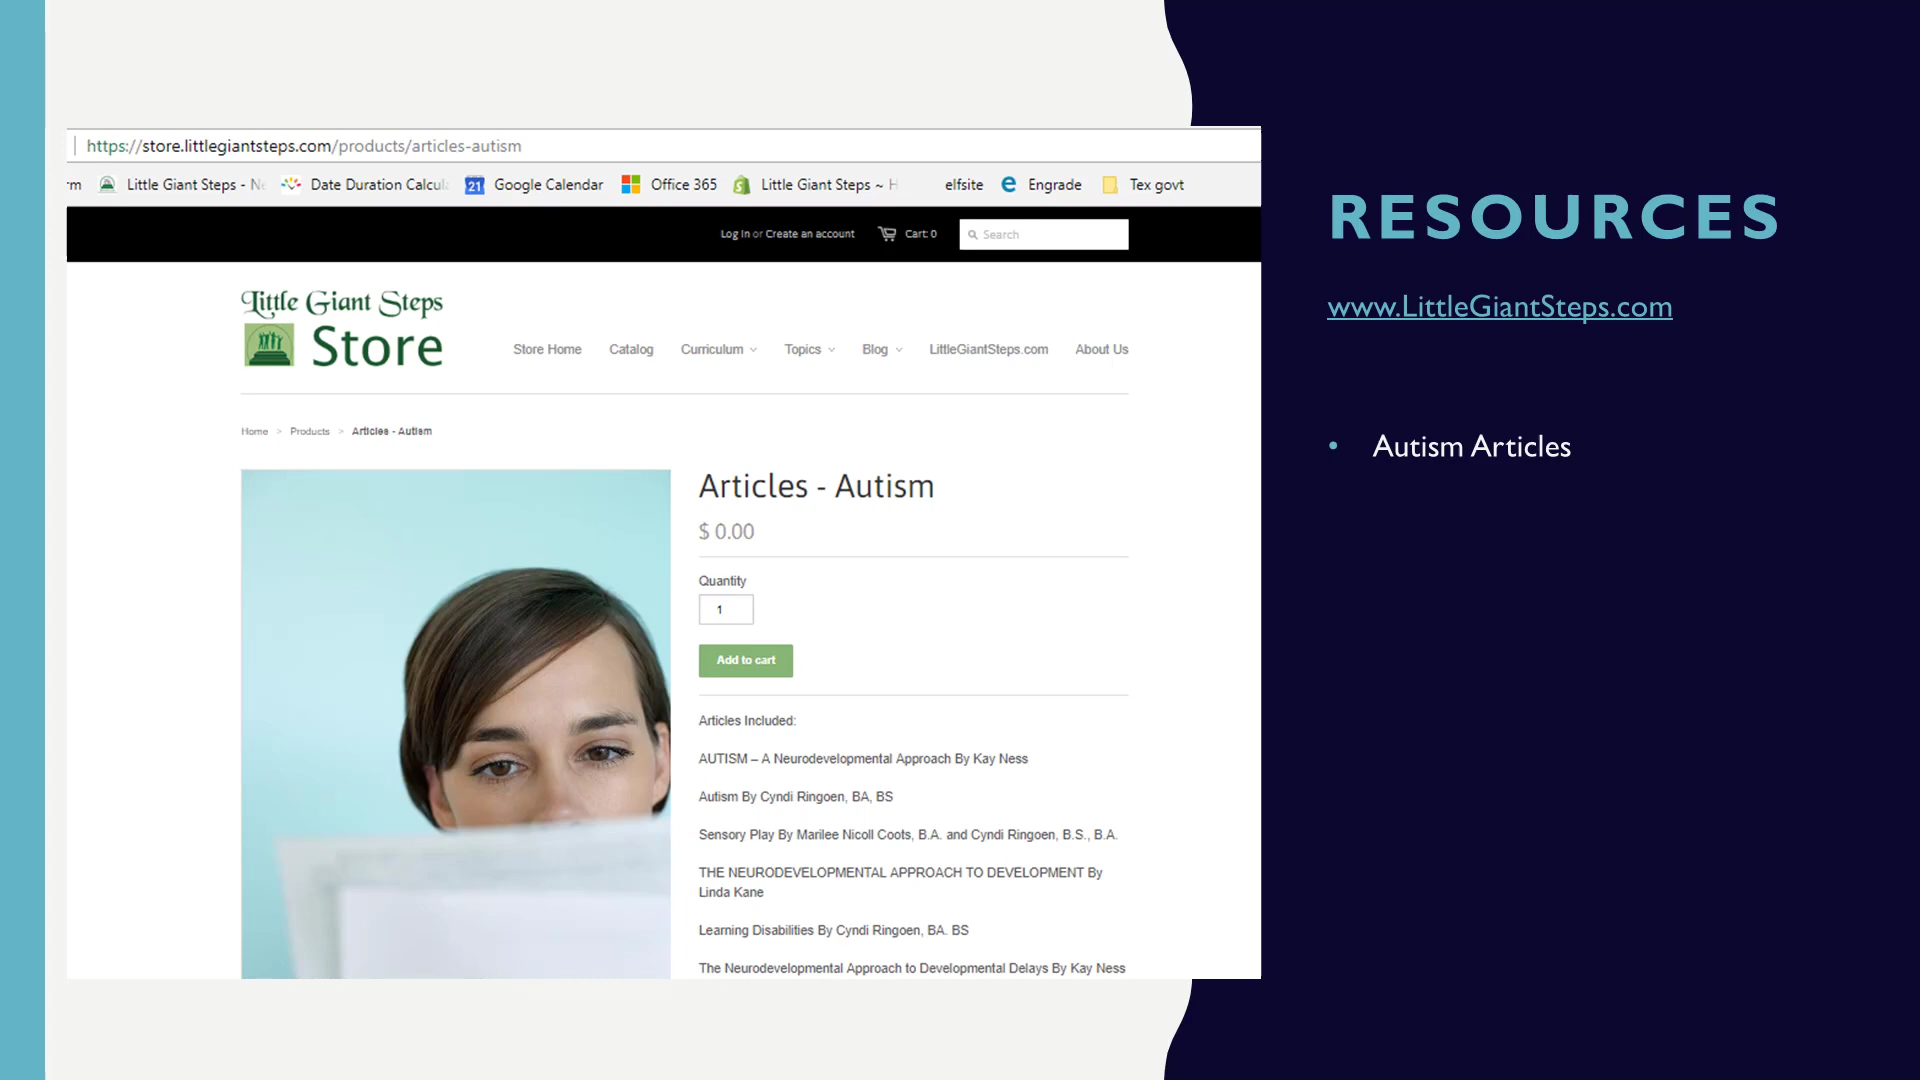 https://store.littlegiantsteps.com/products/articles-autism
rm Little Giant Steps - N Date Duration Calcul 21 Google Calendar Office 365 Little Giant Steps ~ H elfsite Engrade Tex govt
Log In or Create an account Cart: 0 Search
Little Giant Steps
Store
Store Home Catalog Curriculum Topics Blog LittleGiantSteps.com About Us
Home > Products > Articles - Autism
Articles - Autism
$ 0.00
Quantity
1
Add to cart
Articles Included:
AUTISM – A Neurodevelopmental Approach By Kay Ness
Autism By Cyndi Ringoen, BA, BS
Sensory Play By Marilee Nicoll Coots, B.A. and Cyndi Ringoen, B.S., B.A.
THE NEURODEVELOPMENTAL APPROACH TO DEVELOPMENT By
Linda Kane
Learning Disabilities By Cyndi Ringoen, BA. BS
The Neurodevelopmental Approach to Developmental Delays By Kay Ness
RESOURCES
www.LittleGiantSteps.com
• Autism Articles